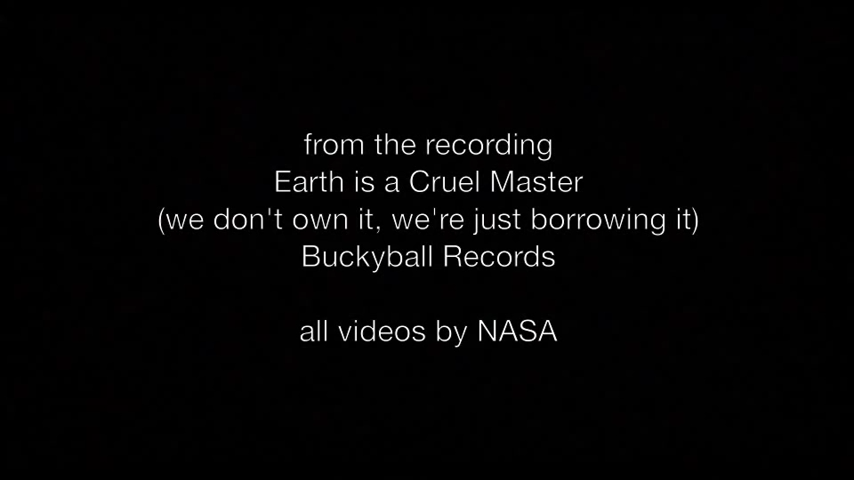 from the recording
Earth is a Cruel Master
(we don't own it, we're just borrowing it)
Buckyball Records
all videos by NASA